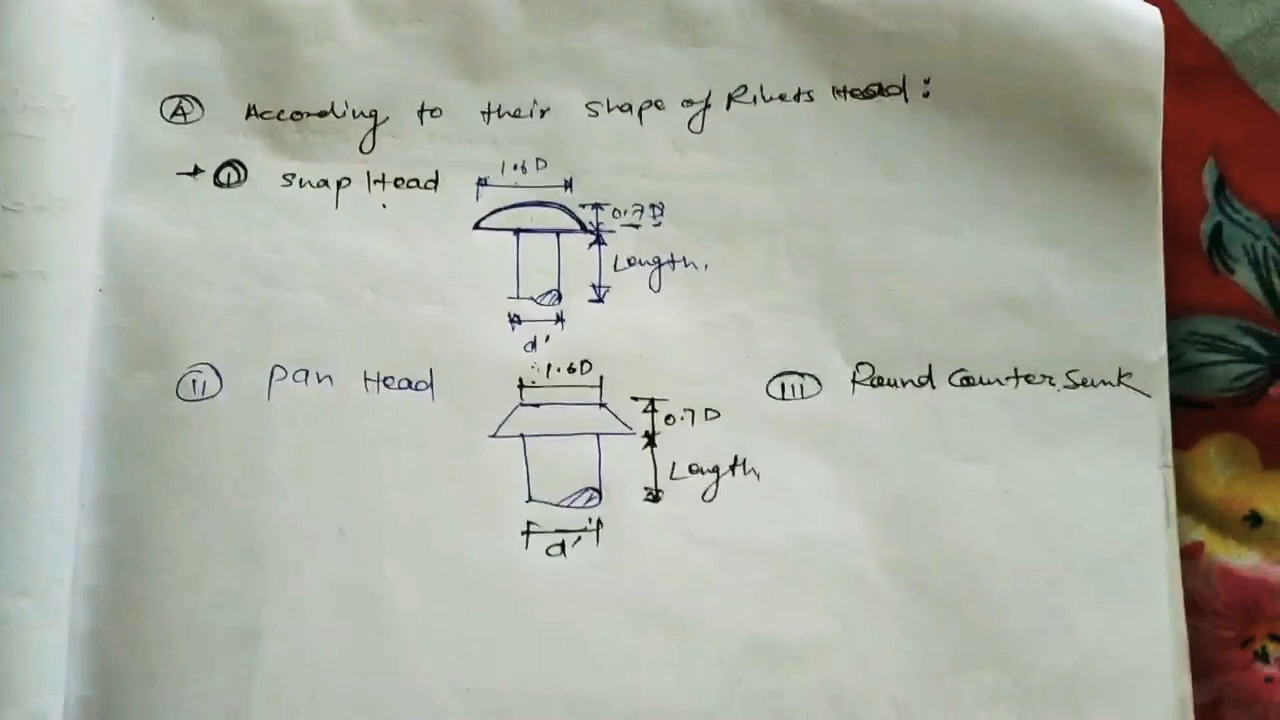 Ⓐ According to their shape of Rivets Head:
→ Ⓘ Snap Head
1.6D
0.7D
Length.
d'
ⓘⓘ Pan Head
1.6D
0.7D
Length,
d'
ⓘⓘⓘ Round Counter Sunk